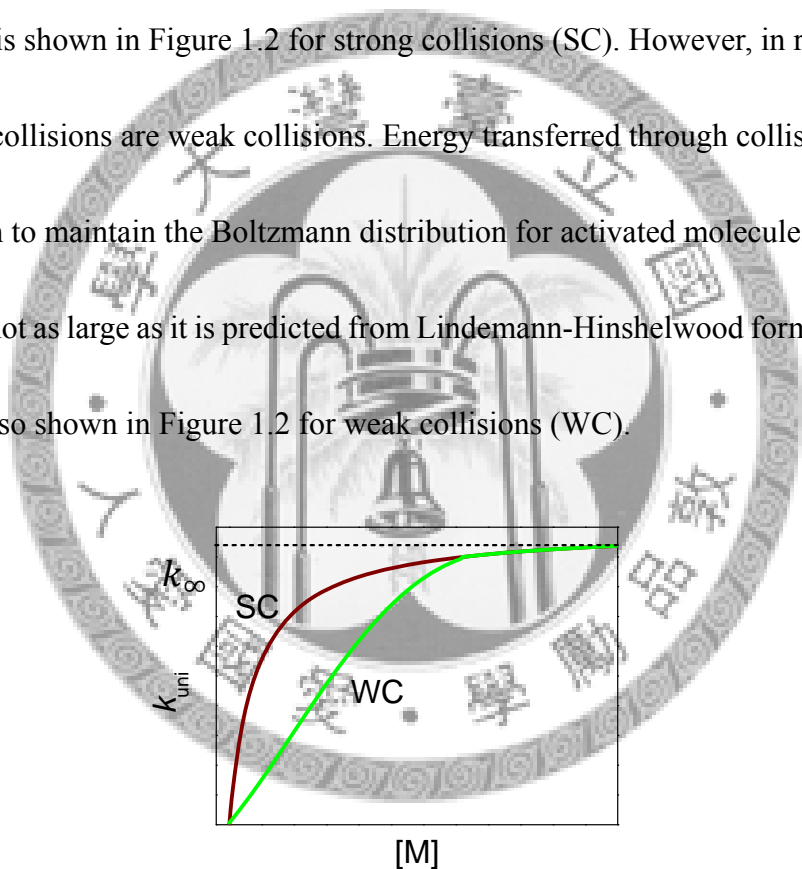 is shown in Figure 1.2 for strong collisions (SC). However, in r
collisions are weak collisions. Energy transferred through collis
to maintain the Boltzmann distribution for activated molecule
not as large as it is predicted from Lindemann-Hinshelwood form
so shown in Figure 1.2 for weak collisions (WC).
k∞
SC
WC
kuni
[M]